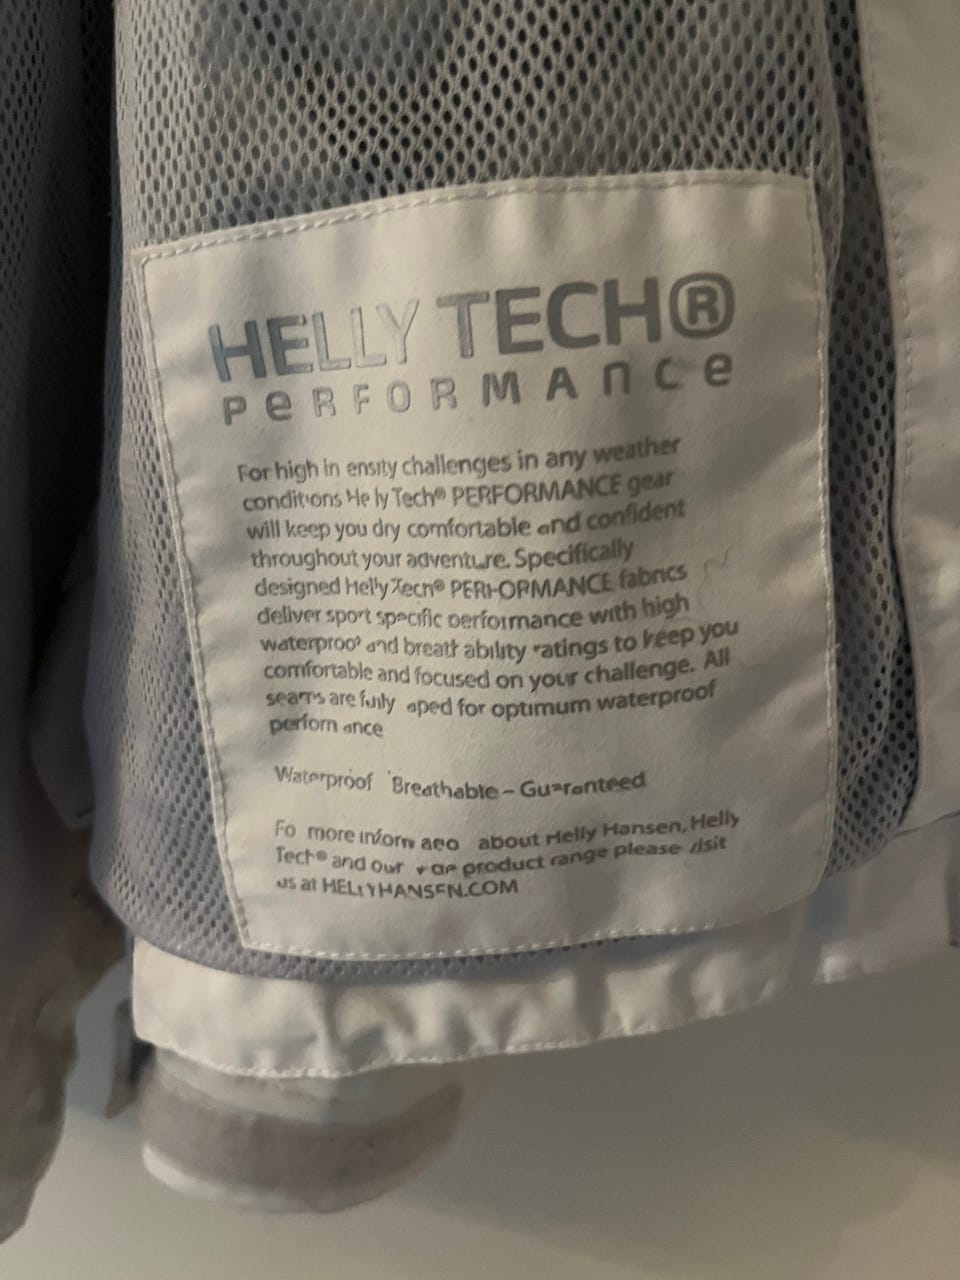 HELLY TECH®
PERFORMANCE
For high in ensity challenges in any weather
conditions He ly Tech® PERFORMANCE gear
will keep you dry comfortable and confident
throughout your adventure. Specifically
designed Helly Tech® PERFORMANCE fabrics
deliver sport specific performance with high
waterproof and breath ability ratings to keep you
comfortable and focused on your challenge. All
seams are fully aped for optimum waterproof
perform ance
Waterproof Breathable - Guaranteed
Fo more about Helly Hansen, Helly
Tech® and our product range please visit
us at HELLYHANSEN.COM